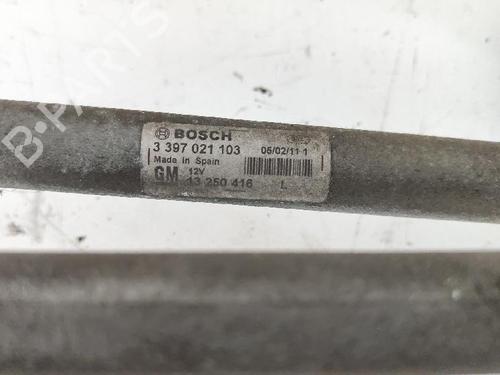 B-PARTS
BOSCH
3 397 021 103 05/02/11 1
Made in Spain
GM 12V
13 250 416 L